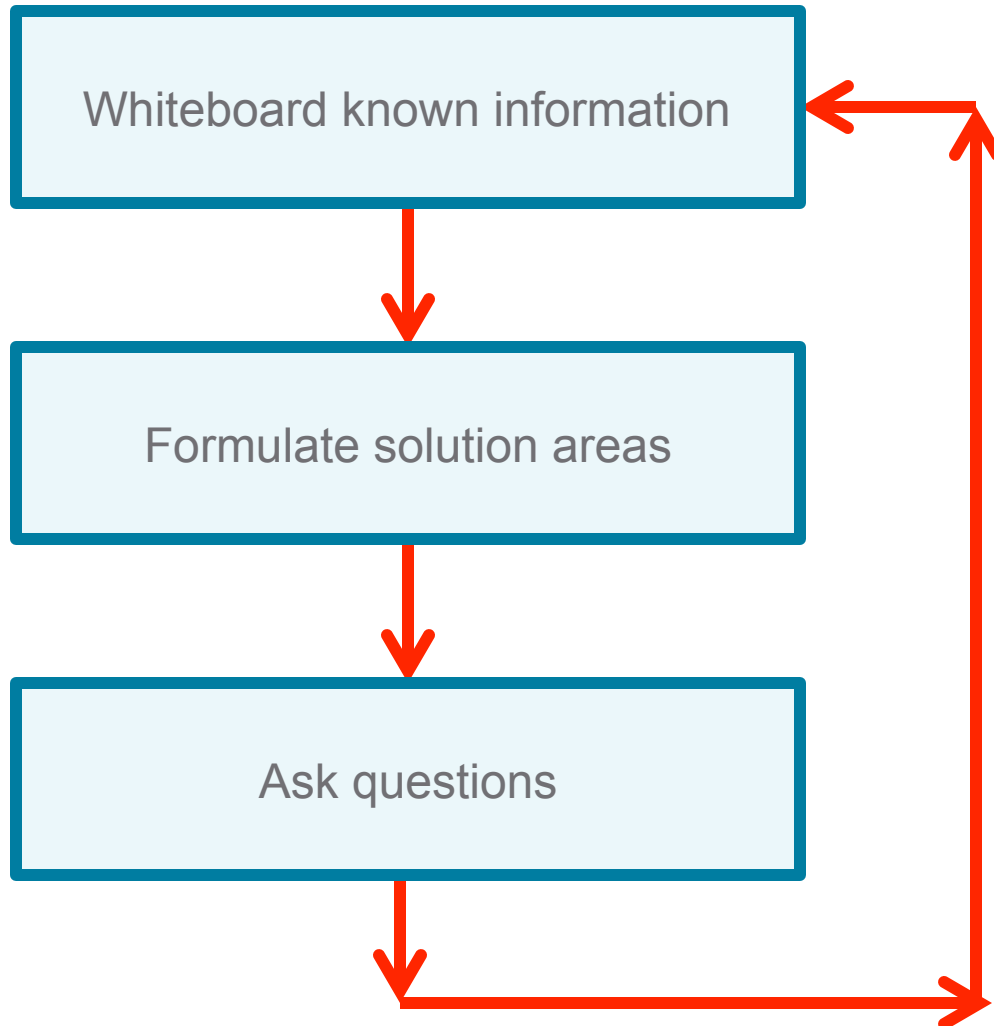 Whiteboard known information
Formulate solution areas
Ask questions